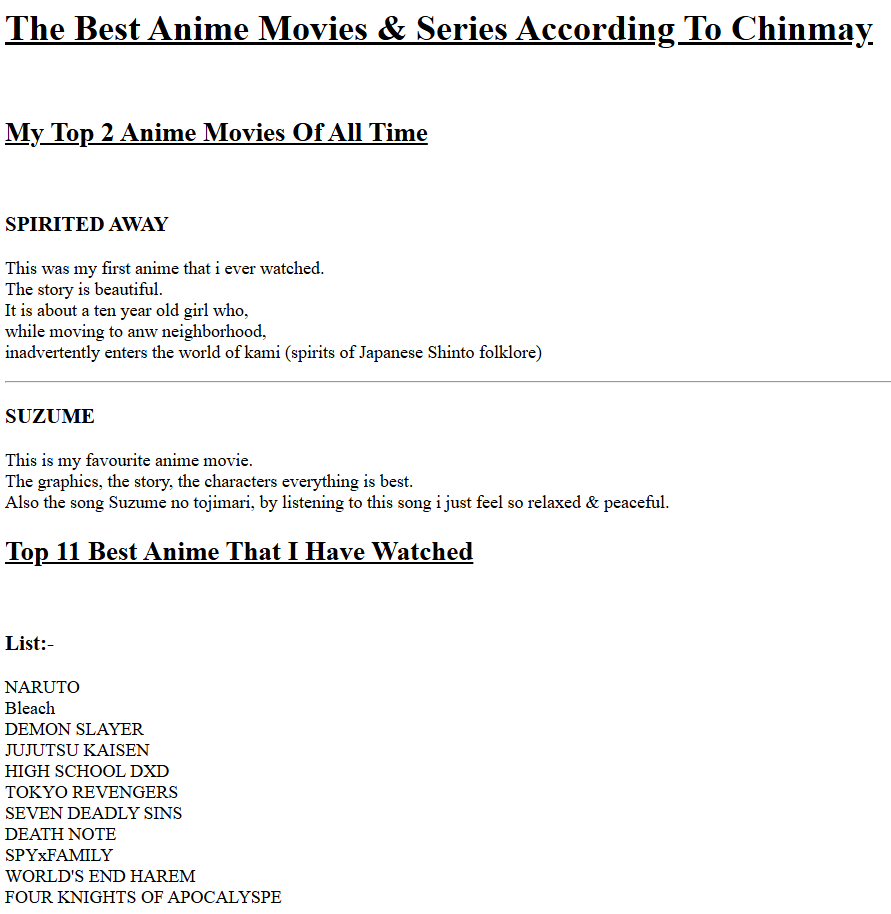 The Best Anime Movies & Series According To Chinmay
My Top 2 Anime Movies Of All Time
SPIRITED AWAY
This was my first anime that i ever watched.
The story is beautiful.
It is about a ten year old girl who,
while moving to anw neighborhood,
inadvertently enters the world of kami (spirits of Japanese Shinto folklore)
SUZUME
This is my favourite anime movie.
The graphics, the story, the characters everything is best.
Also the song Suzume no tojimari, by listening to this song i just feel so relaxed & peaceful.
Top 11 Best Anime That I Have Watched
List:-
NARUTO
Bleach
DEMON SLAYER
JUJUTSU KAISEN
HIGH SCHOOL DXD
TOKYO REVENGERS
SEVEN DEADLY SINS
DEATH NOTE
SPYxFAMILY
WORLD'S END HAREM
FOUR KNIGHTS OF APOCALYSPE